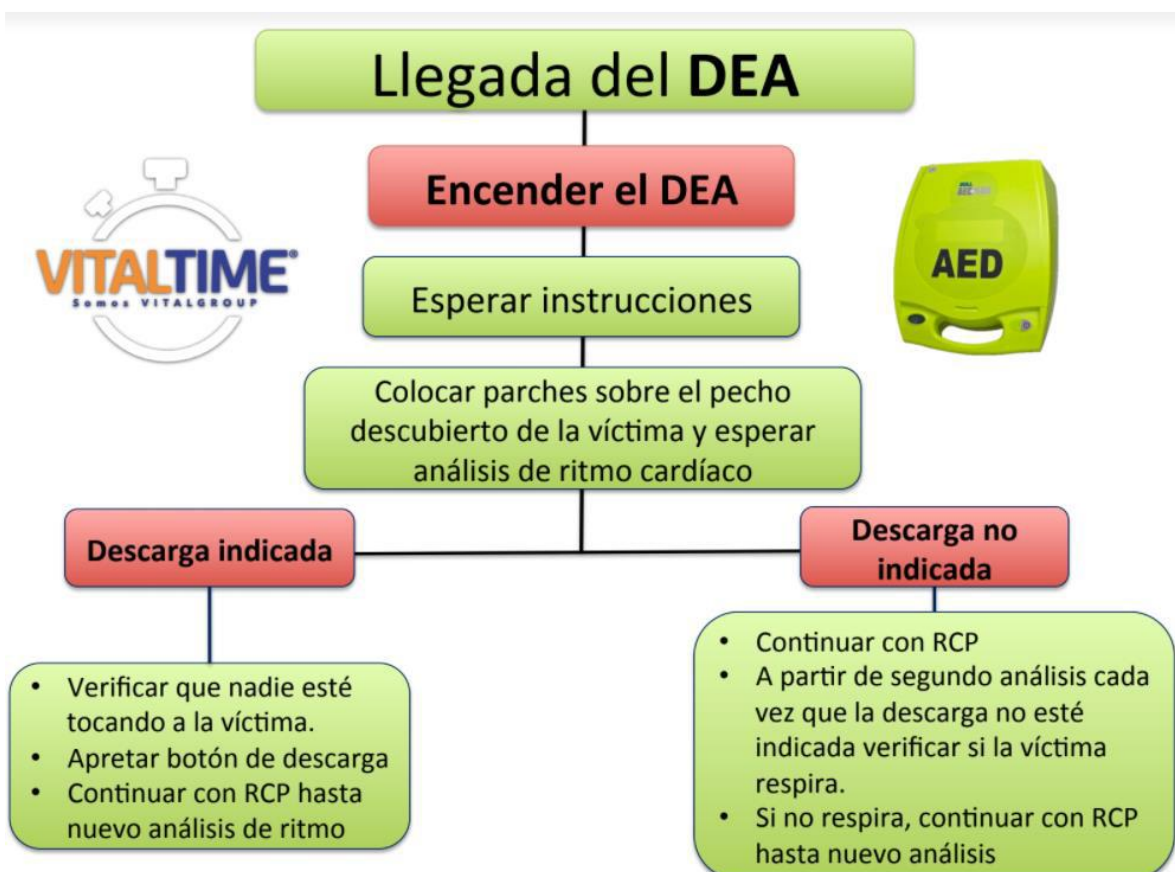 Llegada del DEA
Encender el DEA
VITALTIME®
Somos VITALGROUP
Esperar instrucciones
AED
Colocar parches sobre el pecho
descubierto de la víctima y esperar
análisis de ritmo cardíaco
Descarga indicada
Descarga no
indicada
• Verificar que nadie esté
tocando a la víctima.
• Apretar botón de descarga
• Continuar con RCP hasta
nuevo análisis de ritmo
• Continuar con RCP
• A partir de segundo análisis cada
vez que la descarga no esté
indicada verificar si la víctima
respira.
• Si no respira, continuar con RCP
hasta nuevo análisis